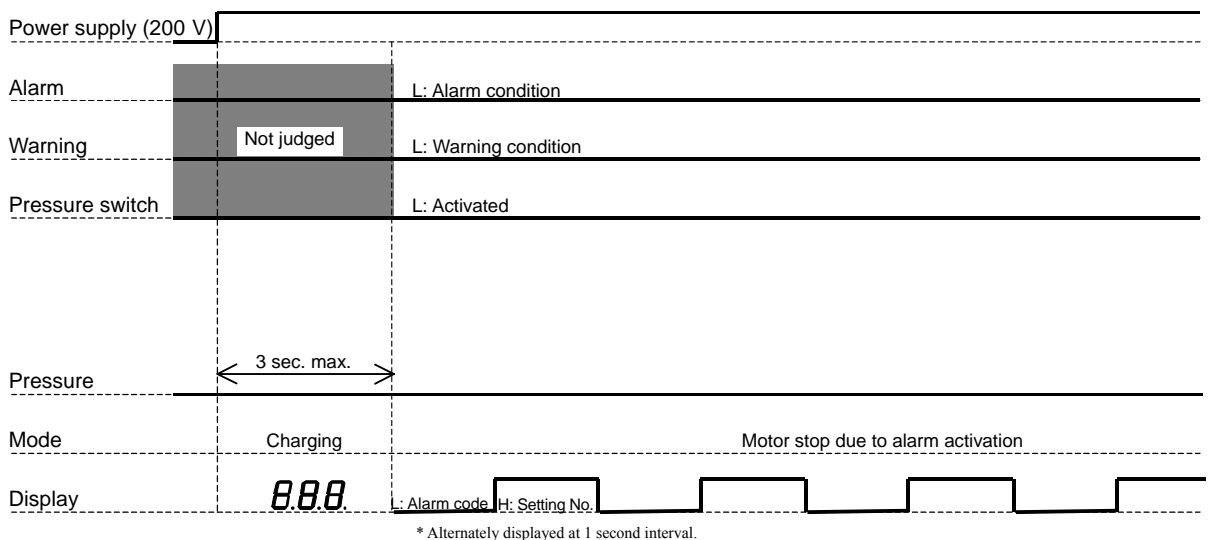 Power supply (200 V)
Alarm
L: Alarm condition
Warning
Not judged
L: Warning condition
Pressure switch
L: Activated
3 sec. max.
Pressure
Mode
Charging
Motor stop due to alarm activation
Display
8.8.8.
L: Alarm code
H: Setting No.
* Alternately displayed at 1 second interval.